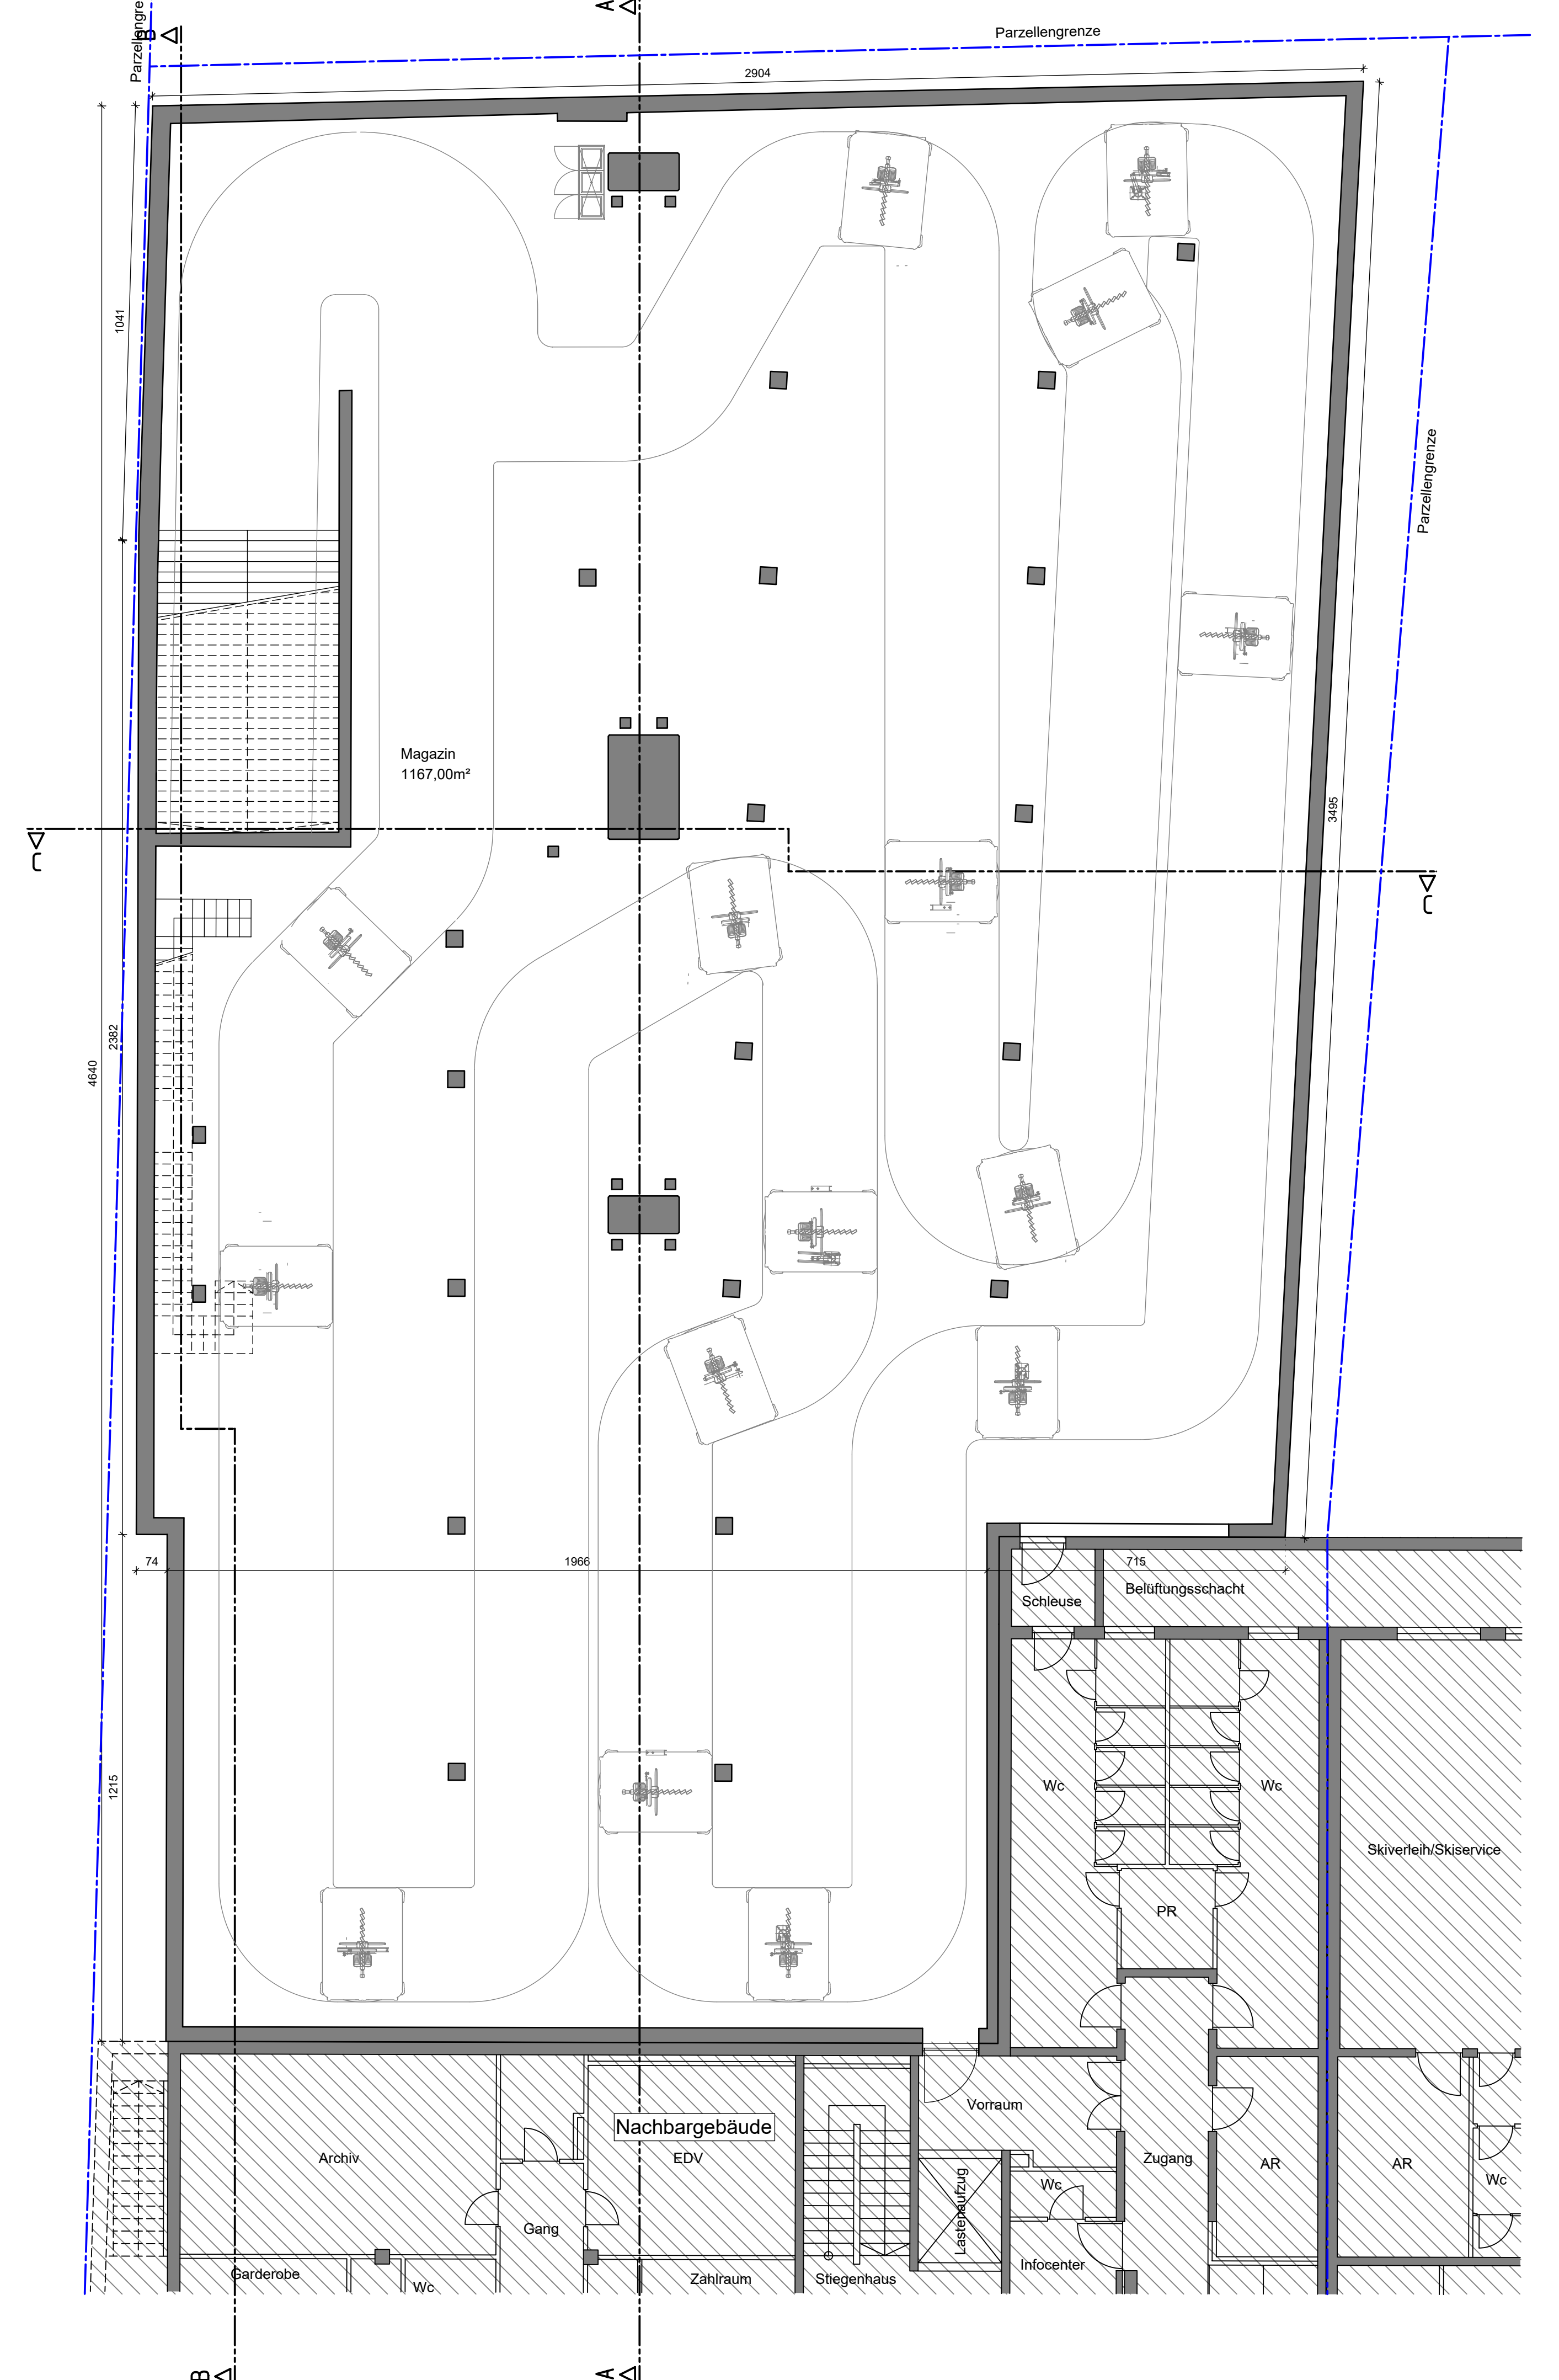 A
B
Parzellengre
Parzellengrenze
2904
1041
Parzellengrenze
Magazin
1167,00m²
3495
C
C
2382
4640
74
1966
715
Belüftungsschacht
Schleuse
1215
Wc
Wc
Skiverleih/Skiservice
PR
Vorraum
Nachbargebäude
Archiv
EDV
Zugang
AR
AR
Wc
Wc
Lastenaufzug
Gang
Infocenter
Garderobe
Wc
Zahlraum
Stiegenhaus
B
A